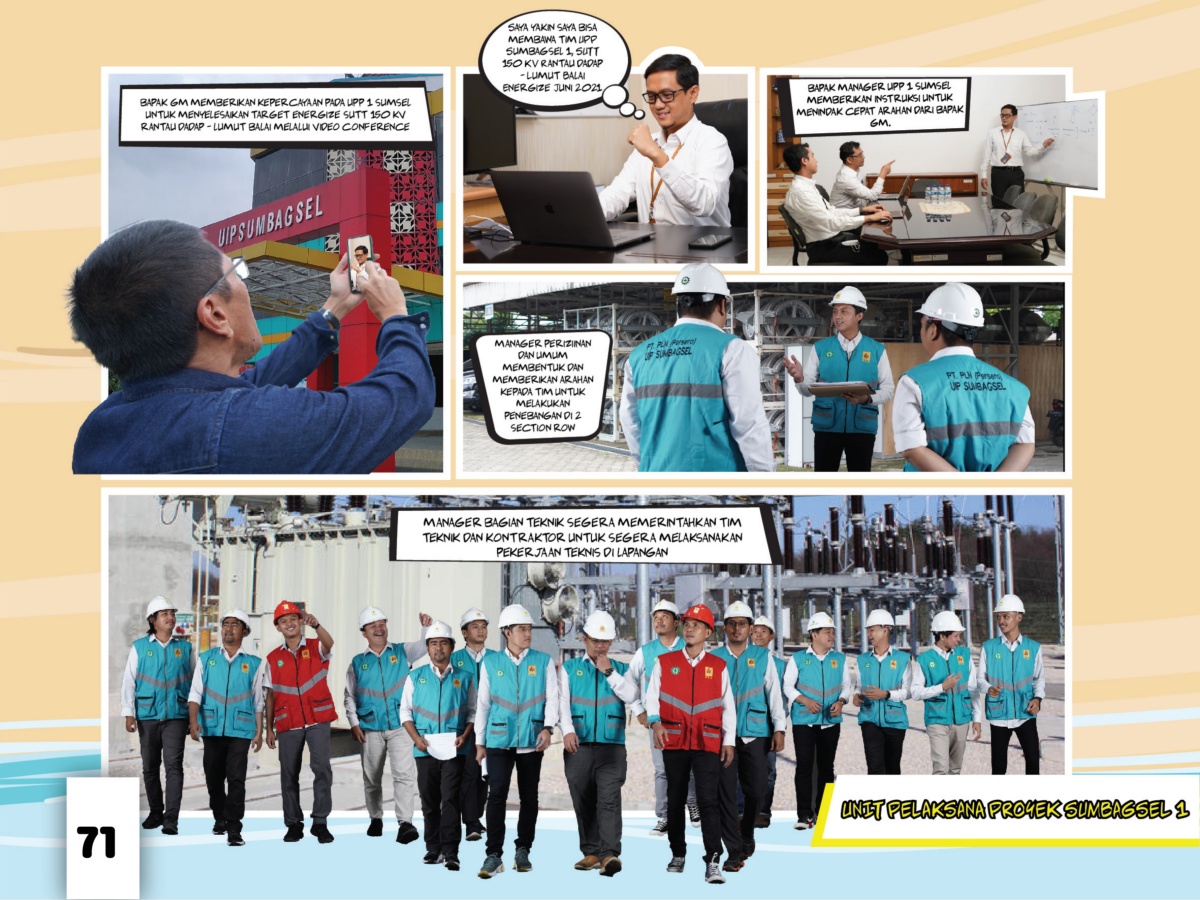 BAPAK GM MEMBERIKAN KEPERCAYAAN PADA UPP 1 SUMSEL
UNTUK MENYELESAIKAN TARGET ENERGIZE SUTT 150 KV
RANTAU DADAP - LUMUT BALAI MELALUI VIDEO CONFERENCE
UIPSUMBAGSEL
SAYA YAKIN SAYA BISA
MEMBAWA TIM UPP
SUMBAGSEL 1, SUTT
150 KV RANTAU DADAP
- LUMUT BALAI
ENERGIZE JUNI 2021
BAPAK MANAGER UPP 1 SUMSEL
MEMBERIKAN INSTRUKSI UNTUK
MENINDAK CEPAT ARAHAN DARI BAPAK
GM.
MANAGER PERIZIINAN
DAN UMUM
MEMBENTUK DAN
MEMBERIKAN ARAHAN
KEPADA TIM UNTUK
MELAKUKAN
PENEBANGAN DI 2
SECTION ROW
PT. PLN (Persero)
UIP SUMBAGSEL
PT. PLN (Persero)
UIP SUMBAGSEL
MANAGER BAGIAN TEKNIK SEGERA MEMERINTAHKAN TIM
TEKNIK DAN KONTRAKTOR UNTUK SEGERA MELAKSANAKAN
PEKERJAAN TEKNIS DI LAPANGAN
71
UNIT PELAKSANA PROYEK SUMBAGSEL 1